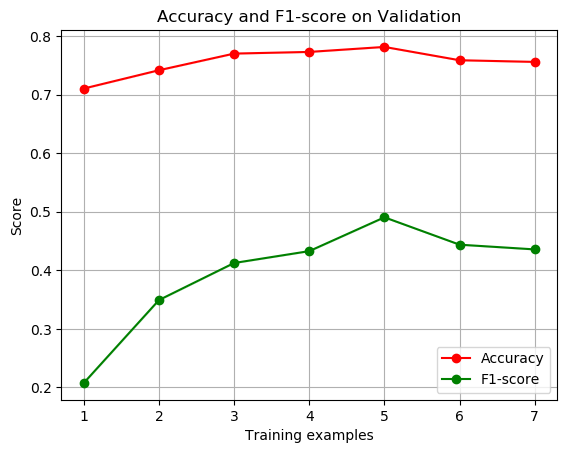 Accuracy and F1-score on Validation
0.8
0.7
0.6
0.5
0.4
0.3
0.2
Score
1 2 3 4 5 6 7
Training examples
Accuracy
F1-score